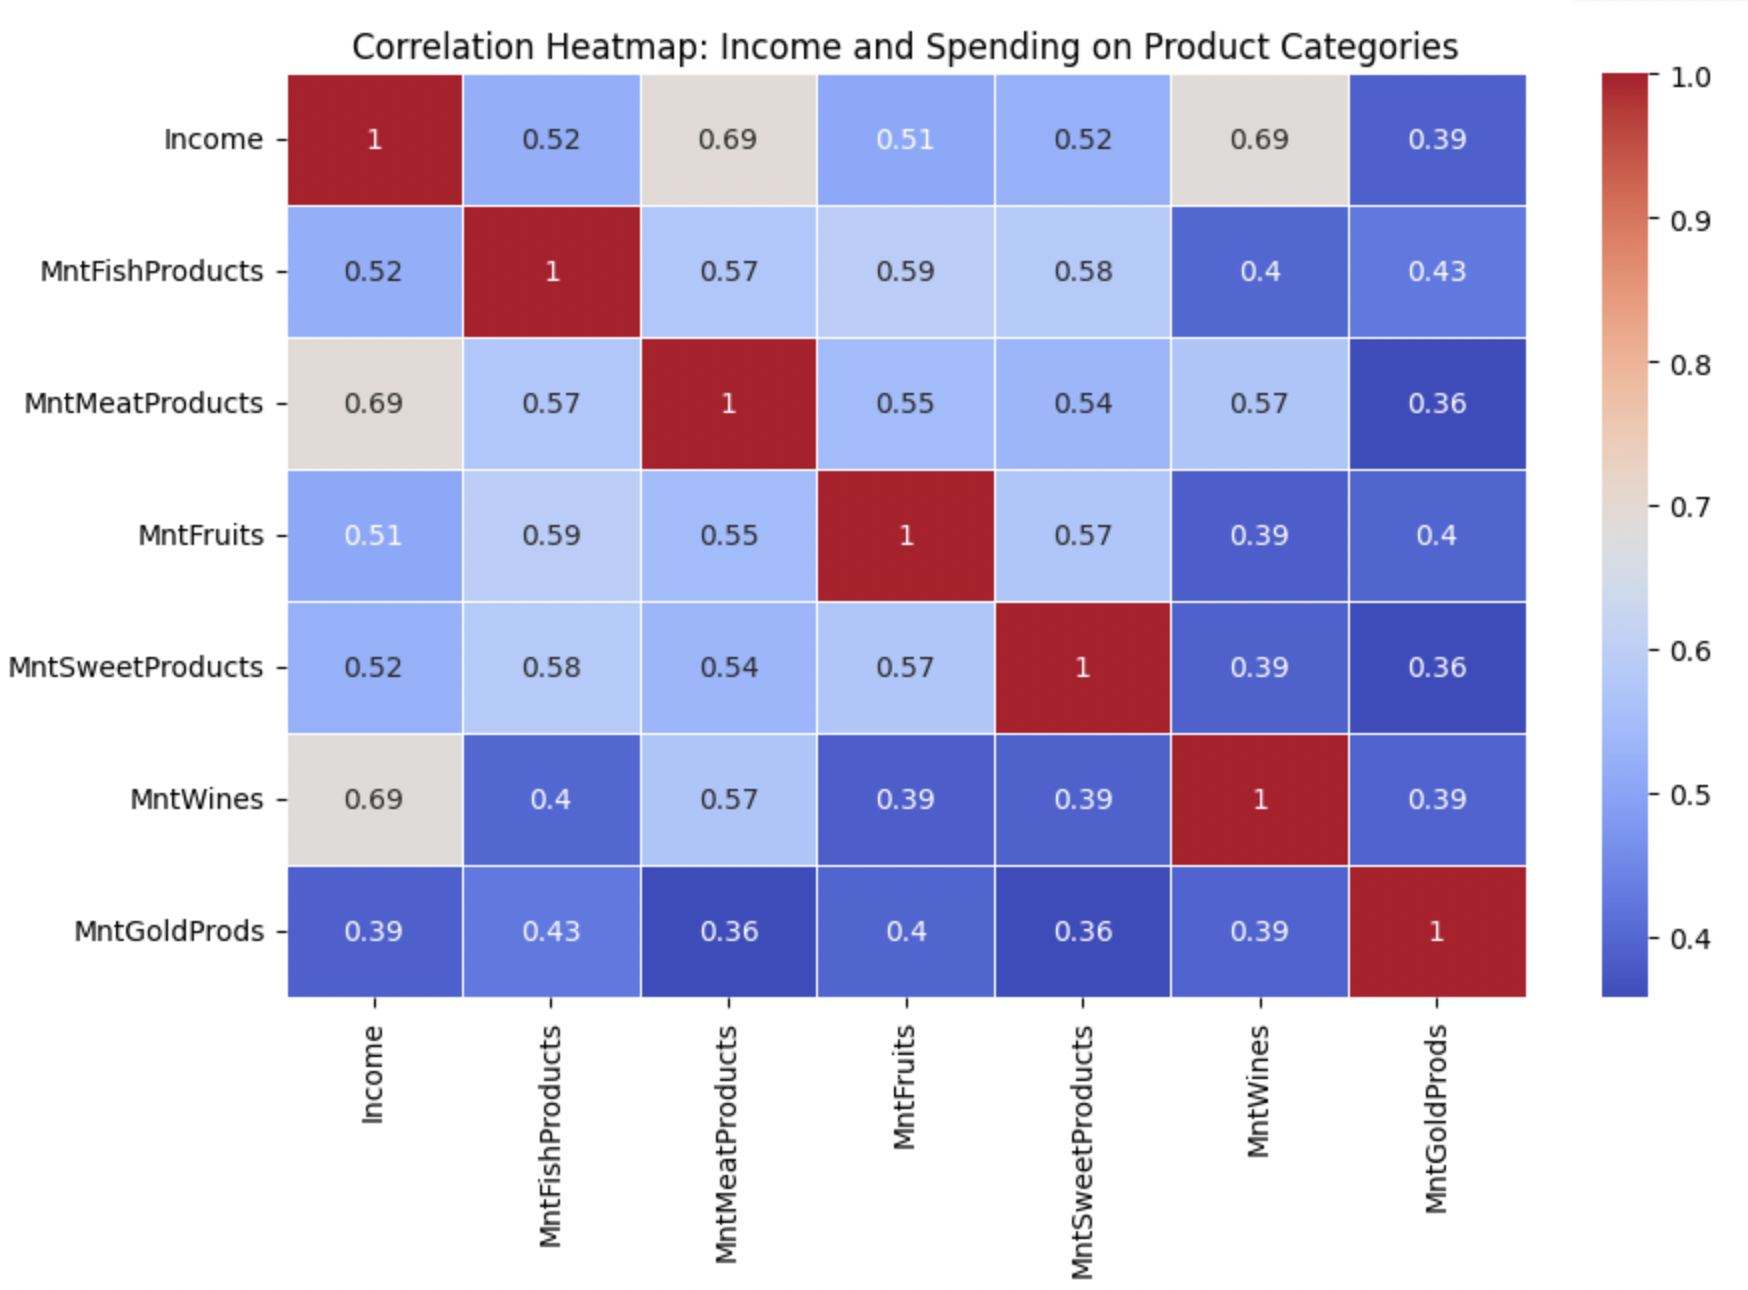 Correlation Heatmap: Income and Spending on Product Categories
Income 1 0.52 0.69 0.51 0.52 0.69 0.39
MntFishProducts 0.52 1 0.57 0.59 0.58 0.4 0.43
MntMeatProducts 0.69 0.57 1 0.55 0.54 0.57 0.36
MntFruits 0.51 0.59 0.55 1 0.57 0.39 0.4
MntSweetProducts 0.52 0.58 0.54 0.57 1 0.39 0.36
MntWines 0.69 0.4 0.57 0.39 0.39 1 0.39
MntGoldProds 0.39 0.43 0.36 0.4 0.36 0.39 1
Income
MntFishProducts
MntMeatProducts
MntFruits
MntSweetProducts
MntWines
MntGoldProds
1.0
0.9
0.8
0.7
0.6
0.5
0.4